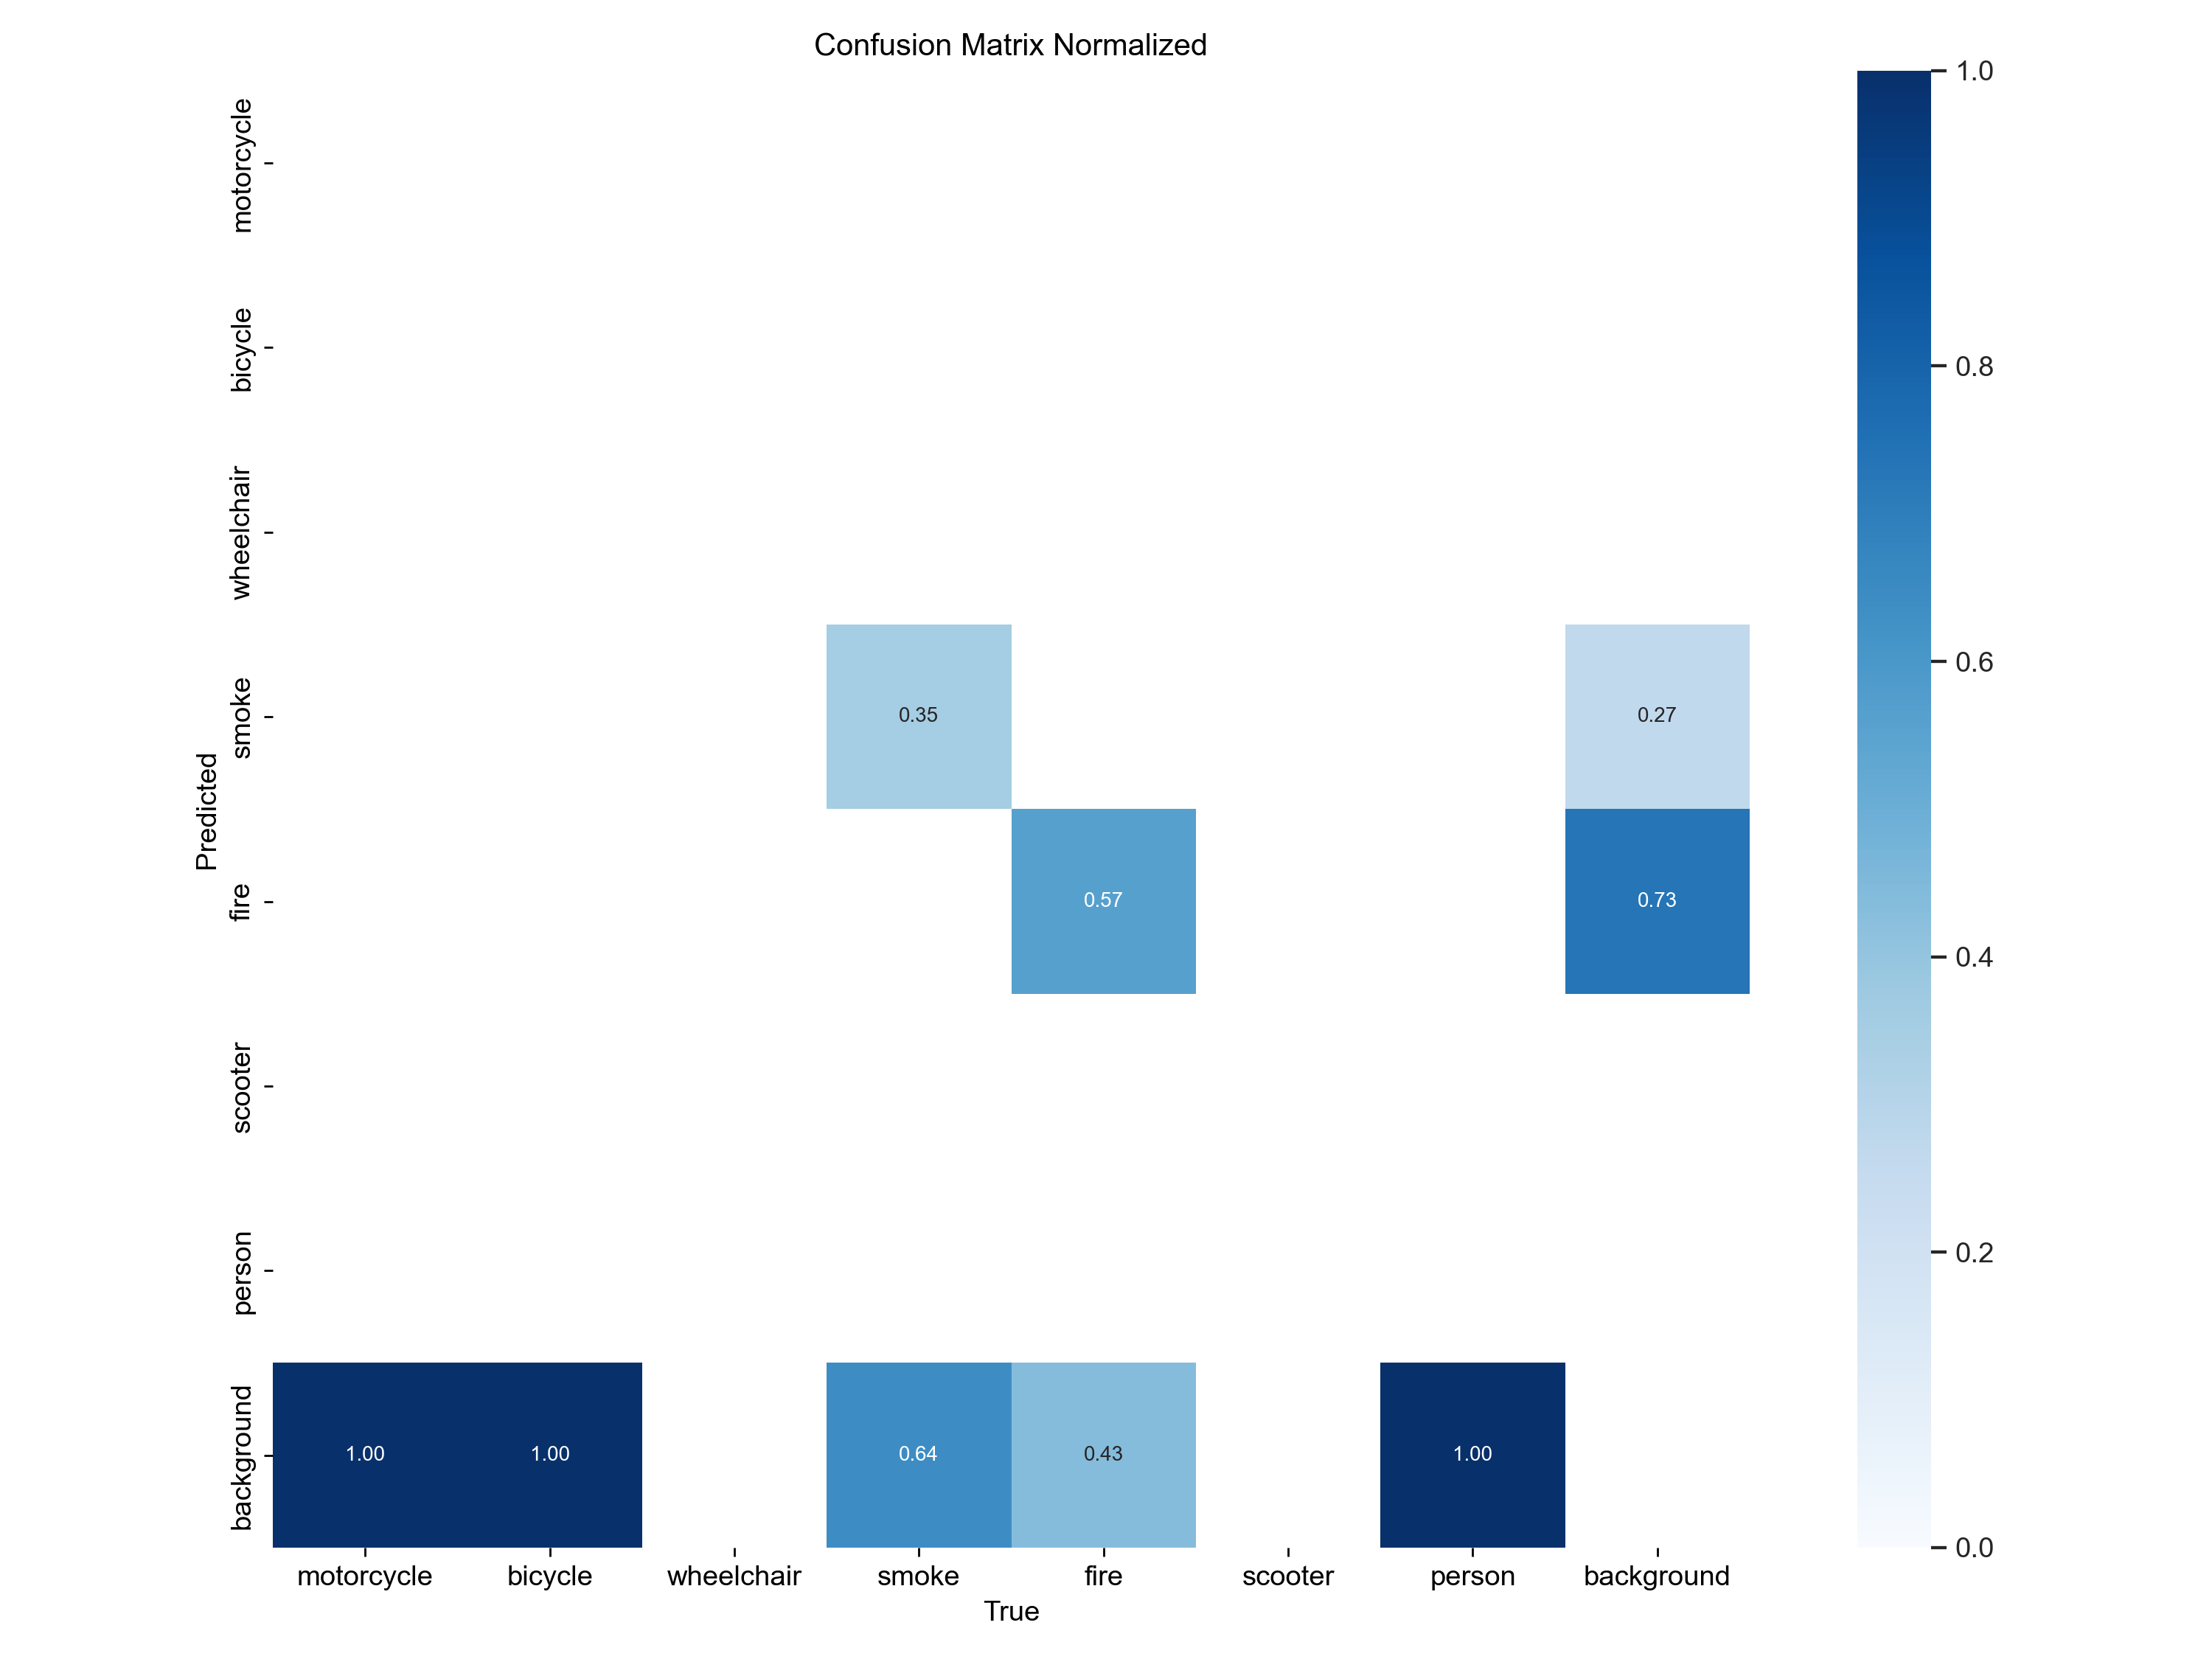 Confusion Matrix Normalized
motorcycle
bicycle
wheelchair
smoke
fire
scooter
person
background
Predicted
0.35
0.27
0.57
0.73
1.00 1.00 0.64 0.43 1.00
motorcycle bicycle wheelchair smoke fire scooter person background
True
1.0
0.8
0.6
0.4
0.2
0.0